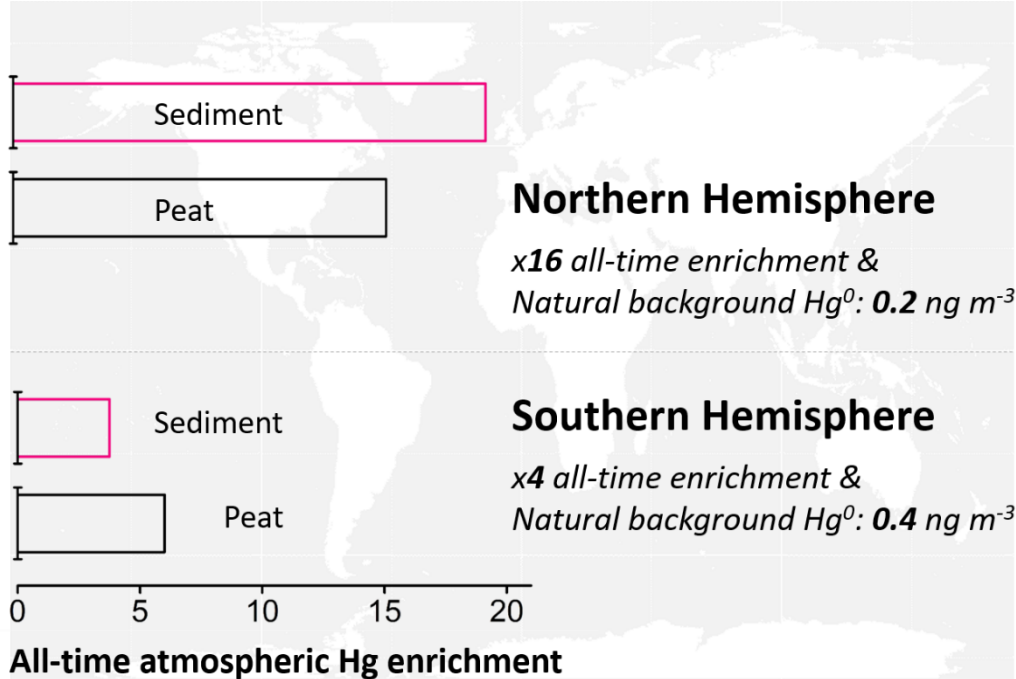 Sediment
Peat
Northern Hemisphere
x16 all-time enrichment &
Natural background Hg⁰: 0.2 ng m⁻³
Sediment
Peat
Southern Hemisphere
x4 all-time enrichment &
Natural background Hg⁰: 0.4 ng m⁻³
0 5 10 15 20
All-time atmospheric Hg enrichment